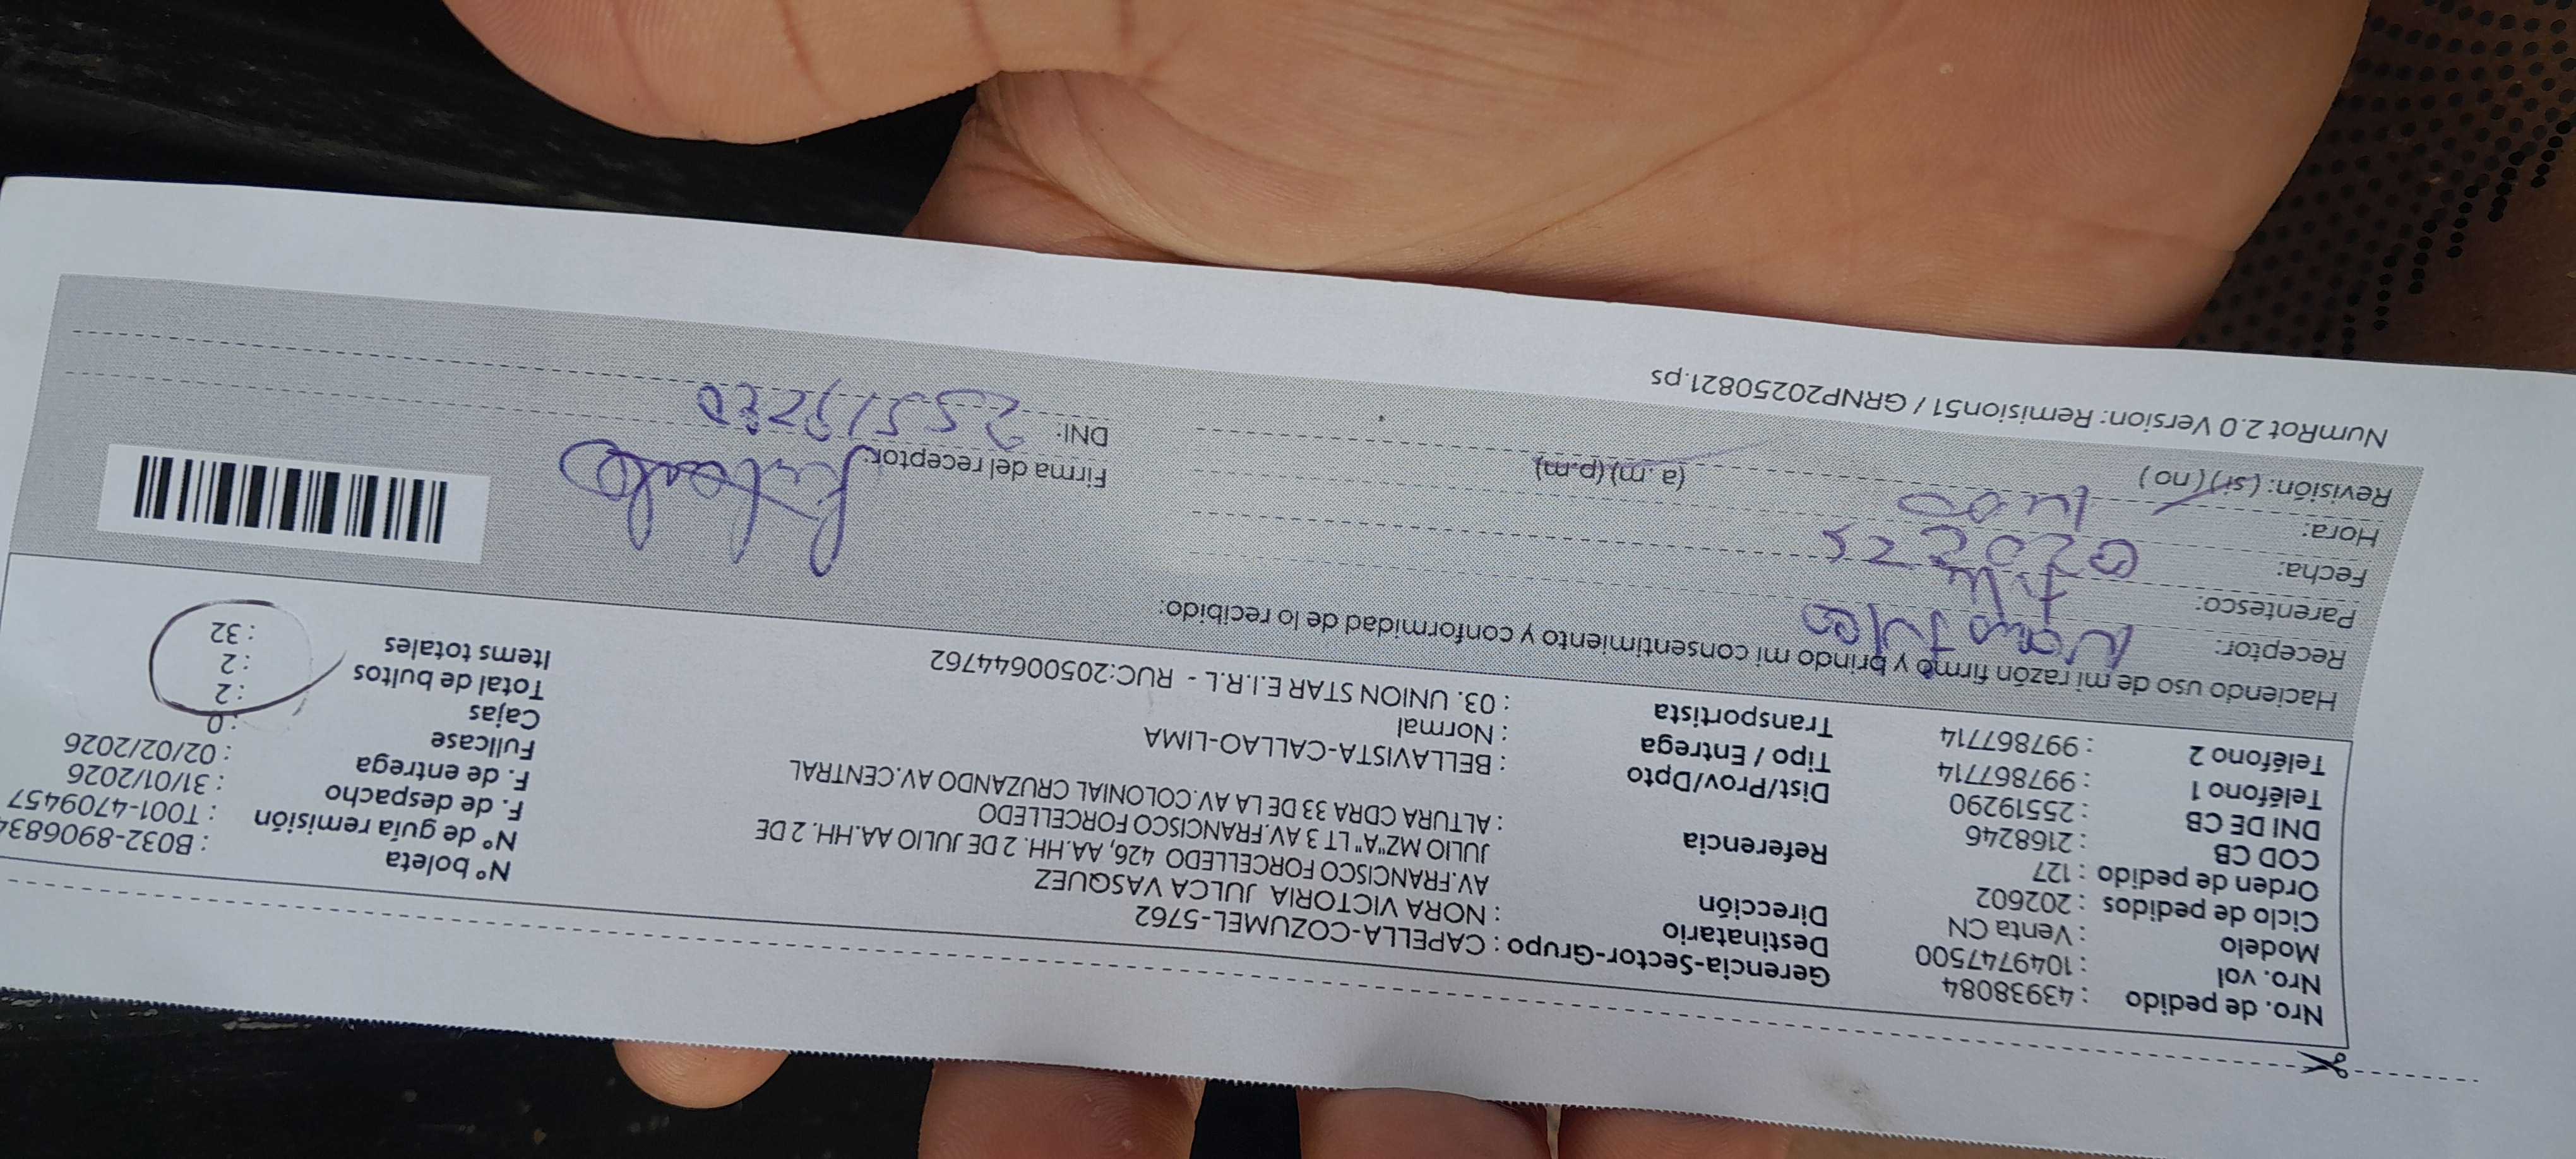 Nro. de pedido : 43938084
Nro. vol : 1049747500
Modelo : Venta CN
Ciclo de pedidos : 202602
Orden de pedido : 127
COD CB : 2168246
DNI DE CB : 25519290
Teléfono 1 : 997867714
Teléfono 2 : 997867714
Gerencia-Sector-Grupo : CAPELLA-COZUMEL-5762
Destinatario : NORA VICTORIA JULCA VASQUEZ
Dirección AV.FRANCISCO FORCELLEDO 426, AA.HH. 2 DE JULIO AA.HH. 2 DE
JULIO MZ"A" LT 3 AV.FRANCISCO FORCELLEDO
Referencia : ALTURA CDRA 33 DE LA AV.COLONIAL CRUZANDO AV.CENTRAL
Dist/Prov/Dpto : BELLAVISTA-CALLAO-LIMA
Tipo / Entrega : Normal
Transportista : 03. UNION STAR E.I.R.L - RUC:20500644762
Nº boleta : B032-8906834
Nº de guía remisión : T001-4709457
F. de despacho : 31/01/2026
F. de entrega : 02/02/2026
Fullcase : 0
Cajas : 2
Total de bultos : 2
Items totales : 32
Haciendo uso de mi razón firmo y brindo mi consentimiento y conformidad de lo recibido:
Receptor:
Parentesco:
Fecha:
Hora:
(a. m) (p.m)
Revisión: (si) (no)
Firma del receptor:
DNI:
NumRot 2.0 Version: Remision51 / GRNP20250821.ps